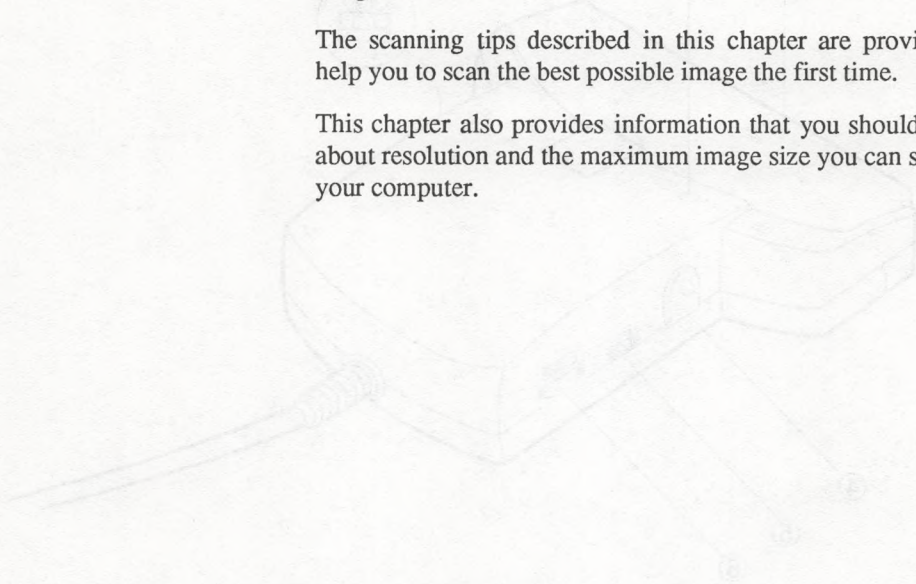 The scanning tips described in this chapter are provi
help you to scan the best possible image the first time.
This chapter also provides information that you should
about resolution and the maximum image size you can s
your computer.